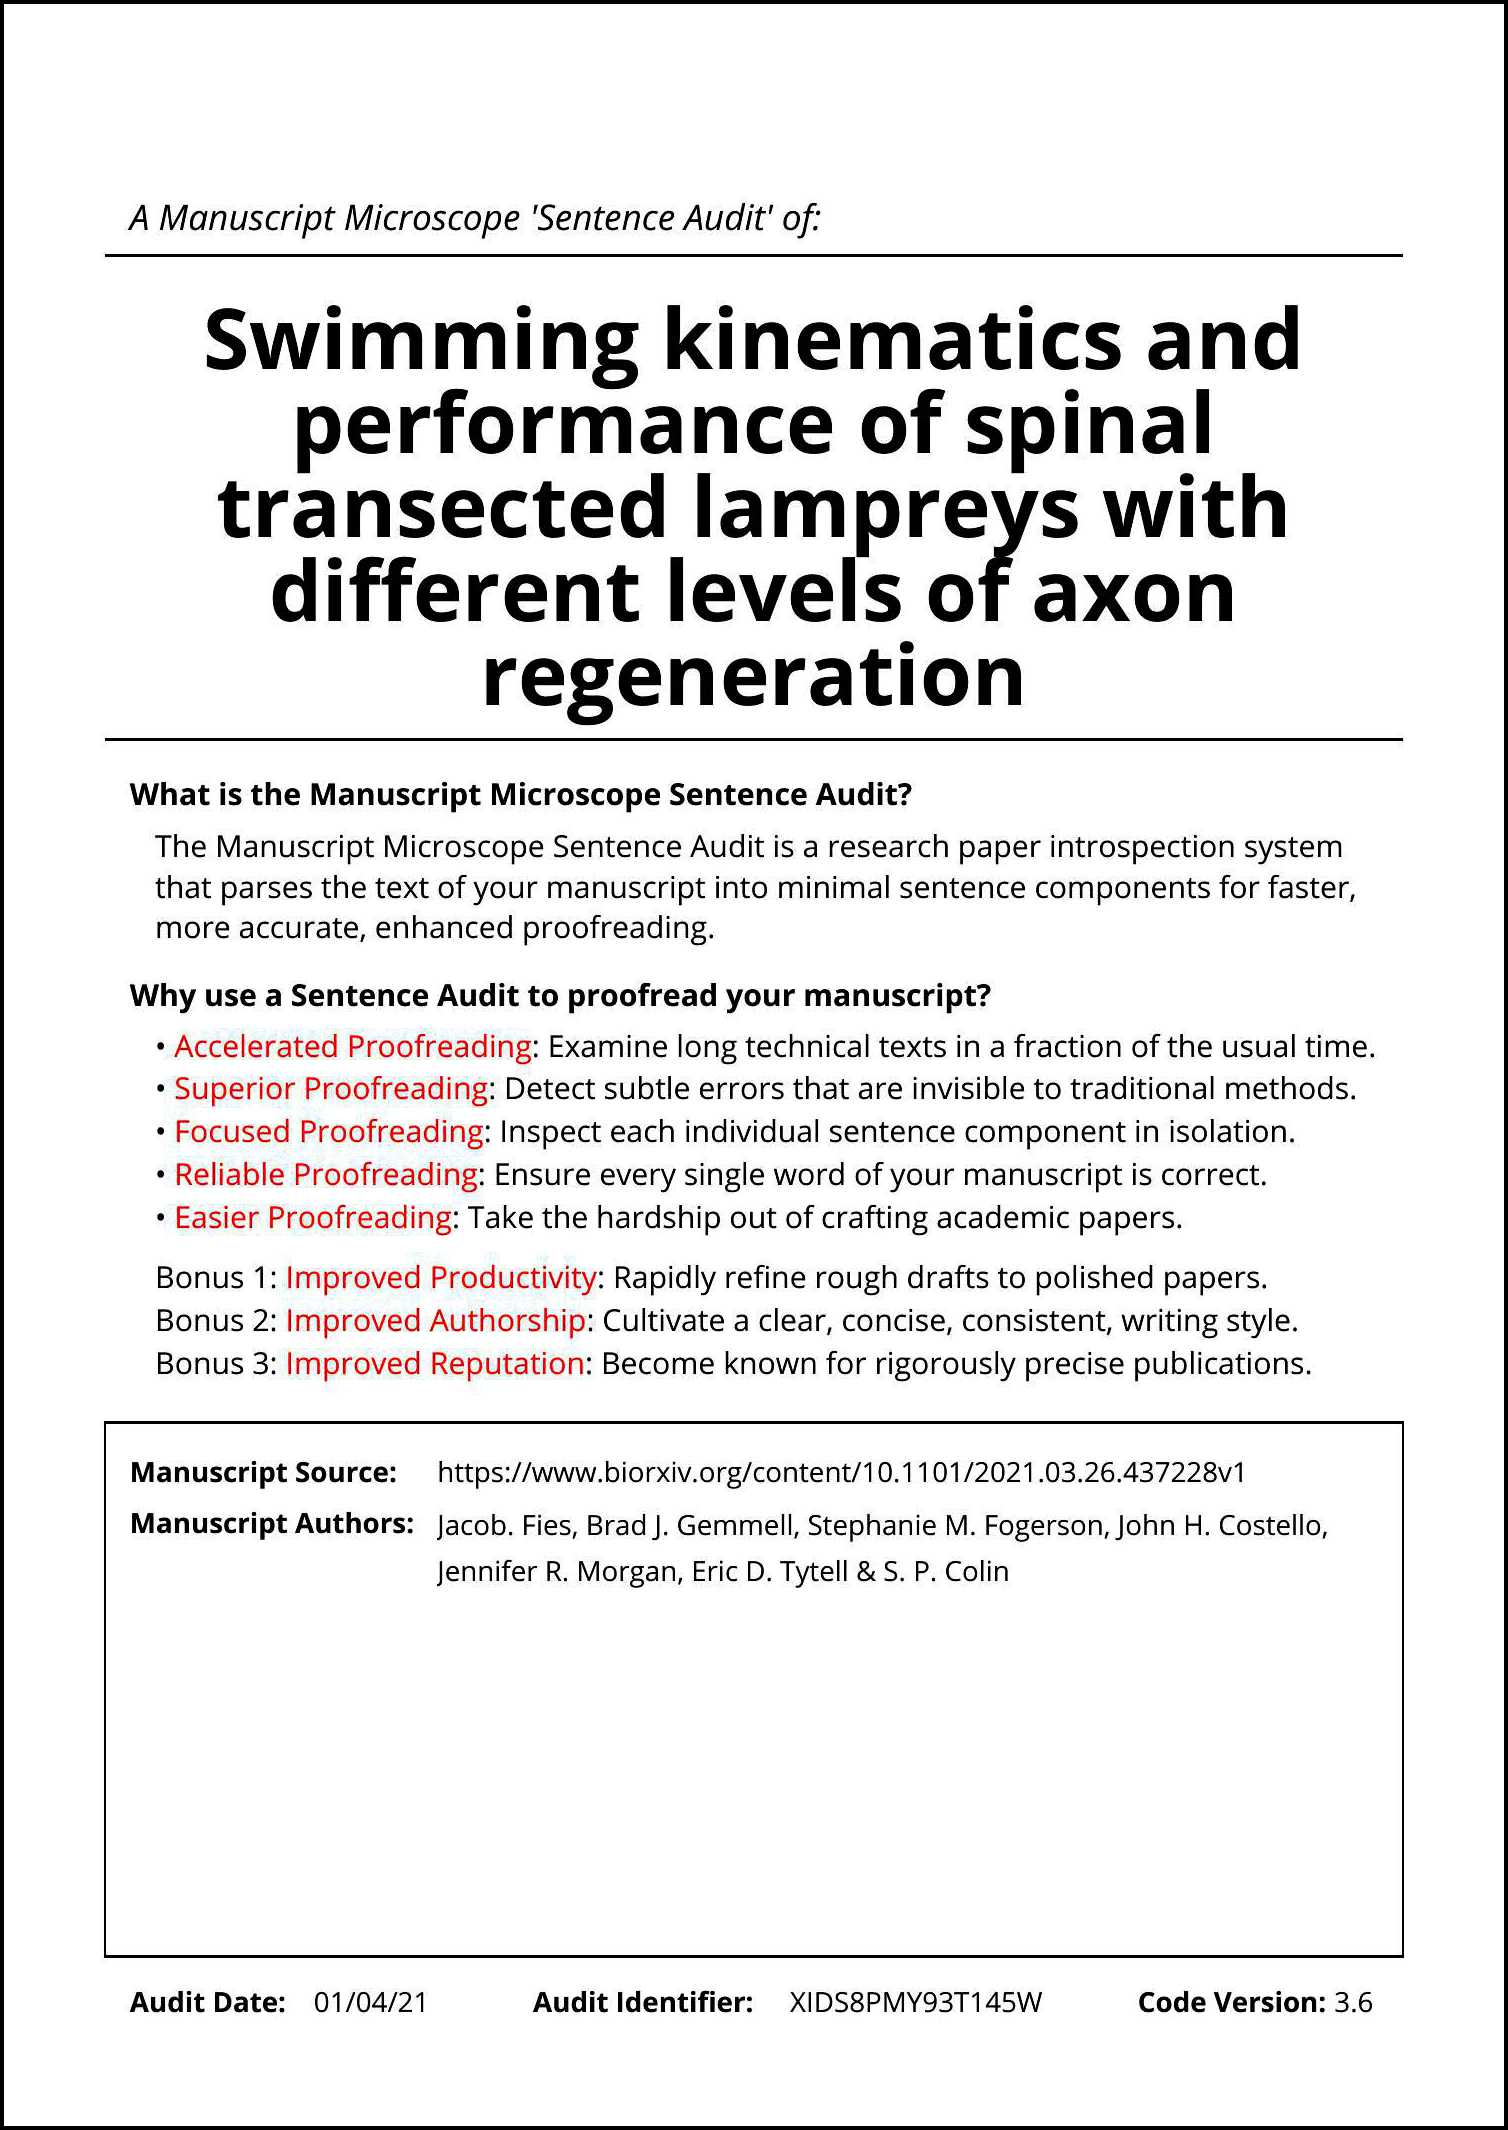 A Manuscript Microscope 'Sentence Audit' of:
Swimming kinematics and
performance of spinal
transected lampreys with
different levels of axon
regeneration
What is the Manuscript Microscope Sentence Audit?
The Manuscript Microscope Sentence Audit is a research paper introspection system
that parses the text of your manuscript into minimal sentence components for faster,
more accurate, enhanced proofreading.
Why use a Sentence Audit to proofread your manuscript?
• Accelerated Proofreading: Examine long technical texts in a fraction of the usual time.
• Superior Proofreading: Detect subtle errors that are invisible to traditional methods.
• Focused Proofreading: Inspect each individual sentence component in isolation.
• Reliable Proofreading: Ensure every single word of your manuscript is correct.
• Easier Proofreading: Take the hardship out of crafting academic papers.
Bonus 1: Improved Productivity: Rapidly refine rough drafts to polished papers.
Bonus 2: Improved Authorship: Cultivate a clear, concise, consistent, writing style.
Bonus 3: Improved Reputation: Become known for rigorously precise publications.
Manuscript Source: https://www.biorxiv.org/content/10.1101/2021.03.26.437228v1
Manuscript Authors: Jacob. Fies, Brad J. Gemmell, Stephanie M. Fogerson, John H. Costello,
Jennifer R. Morgan, Eric D. Tytell & S. P. Colin
Audit Date: 01/04/21 Audit Identifier: XIDS8PMY93T145W Code Version: 3.6